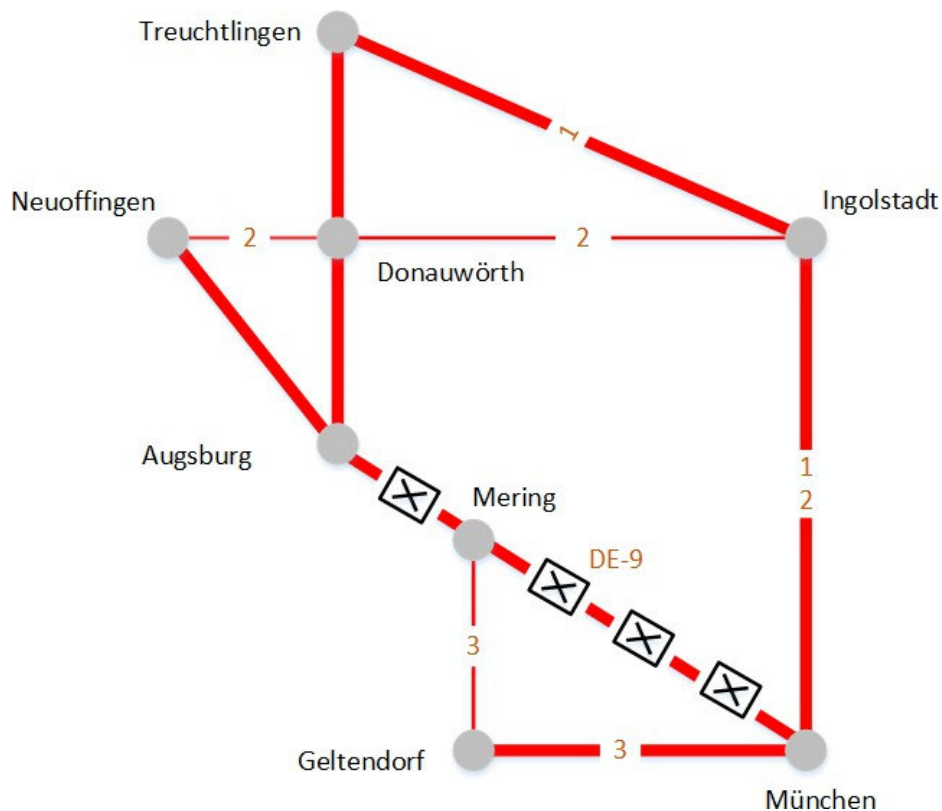 Treuchtlingen
1
Neuoffingen
Ingolstadt
2
2
Donauwörth
Augsburg
1
2
Mering
DE-9
3
Geltendorf
3
München